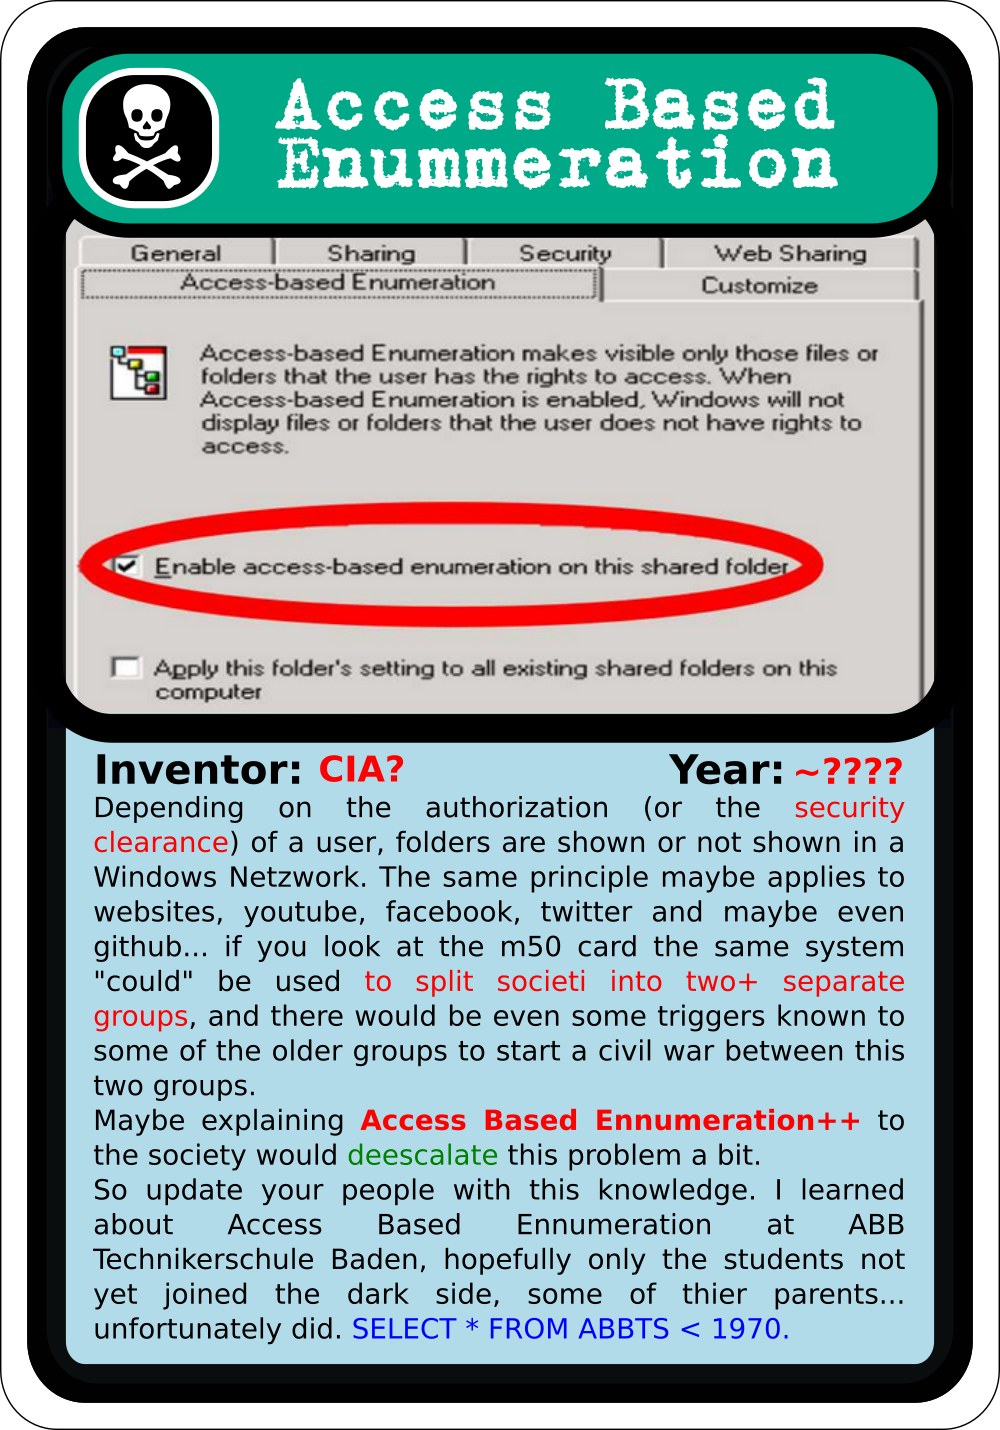 Access Based
Enummeration
General Sharing Security Web Sharing
Access-based Enumeration Customize
Access-based Enumeration makes visible only those files or
folders that the user has the rights to access. When
Access-based Enumeration is enabled, Windows will not
display files or folders that the user does not have rights to
access.
Enable access-based enumeration on this shared folder
Apply this folder's setting to all existing shared folders on this
computer
Inventor: CIA? Year: ~????
Depending on the authorization (or the security
clearance) of a user, folders are shown or not shown in a
Windows Netzwork. The same principle maybe applies to
websites, youtube, facebook, twitter and maybe even
github... if you look at the m50 card the same system
"could" be used to split societi into two+ separate
groups, and there would be even some triggers known to
some of the older groups to start a civil war between this
two groups.
Maybe explaining Access Based Ennumeration++ to
the society would deescalate this problem a bit.
So update your people with this knowledge. I learned
about Access Based Ennumeration at ABB
Technikerschule Baden, hopefully only the students not
yet joined the dark side, some of thier parents...
unfortunately did. SELECT * FROM ABBTS < 1970.